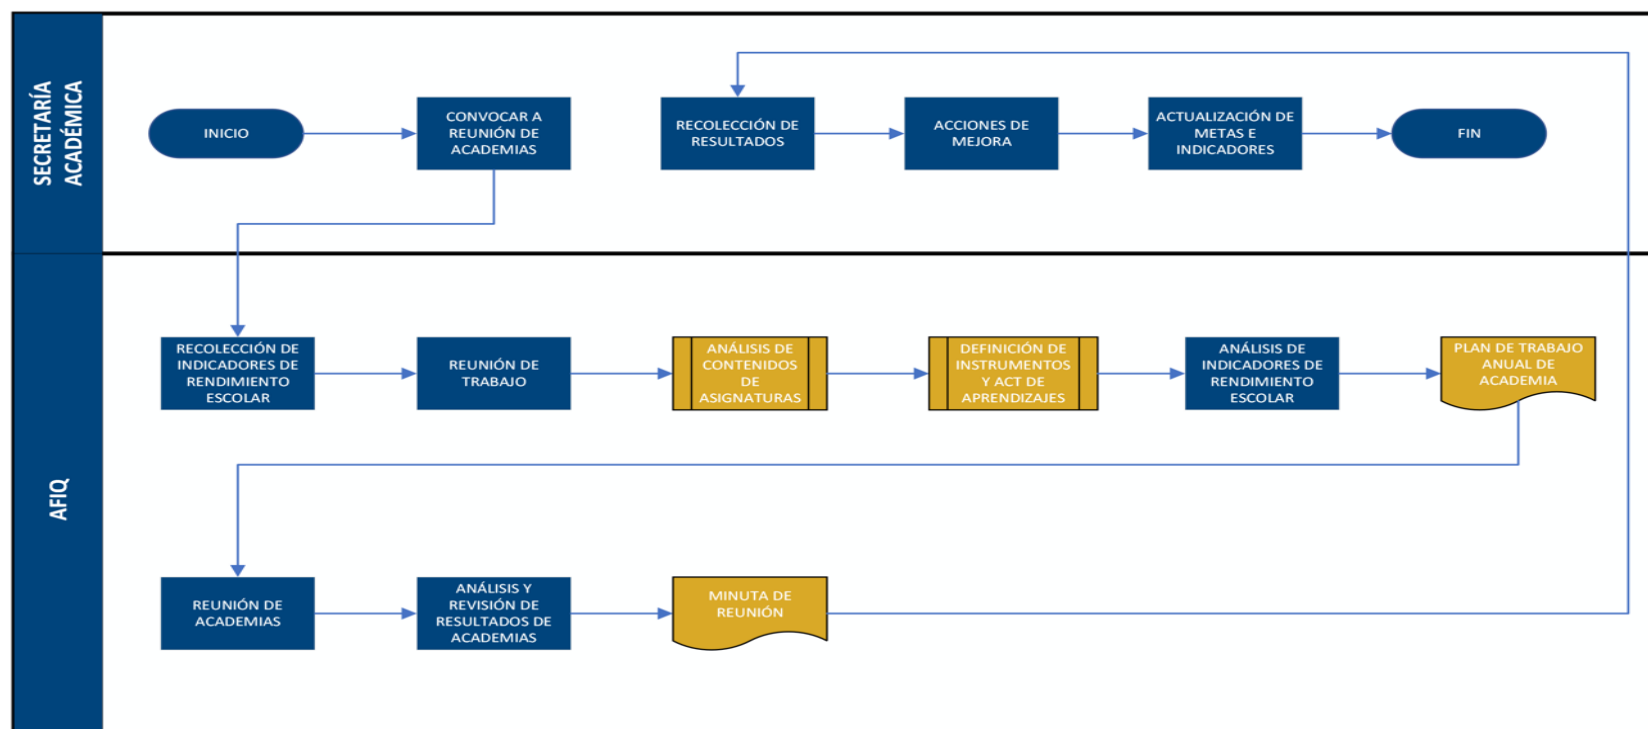 SECRETARÍA
ACADÉMICA
INICIO
CONVOCAR A
REUNIÓN DE
ACADEMIAS
RECOLECCIÓN DE
RESULTADOS
ACCIONES DE
MEJORA
ACTUALIZACIÓN DE
METAS E
INDICADORES
FIN
AFIQ
RECOLECCIÓN DE
INDICADORES DE
RENDIMIENTO
ESCOLAR
REUNIÓN DE
TRABAJO
ANÁLISIS DE
CONTENIDOS
DE
ASIGNATURAS
DEFINICIÓN DE
INSTRUMENTOS
Y ACT DE
APRENDIZAJES
ANÁLISIS DE
INDICADORES DE
RENDIMIENTO
ESCOLAR
PLAN DE TRABAJO
ANUAL DE
ACADEMIA
REUNIÓN DE
ACADEMIAS
ANÁLISIS Y
REVISIÓN DE
RESULTADOS DE
ACADEMIAS
MINUTA DE
REUNIÓN